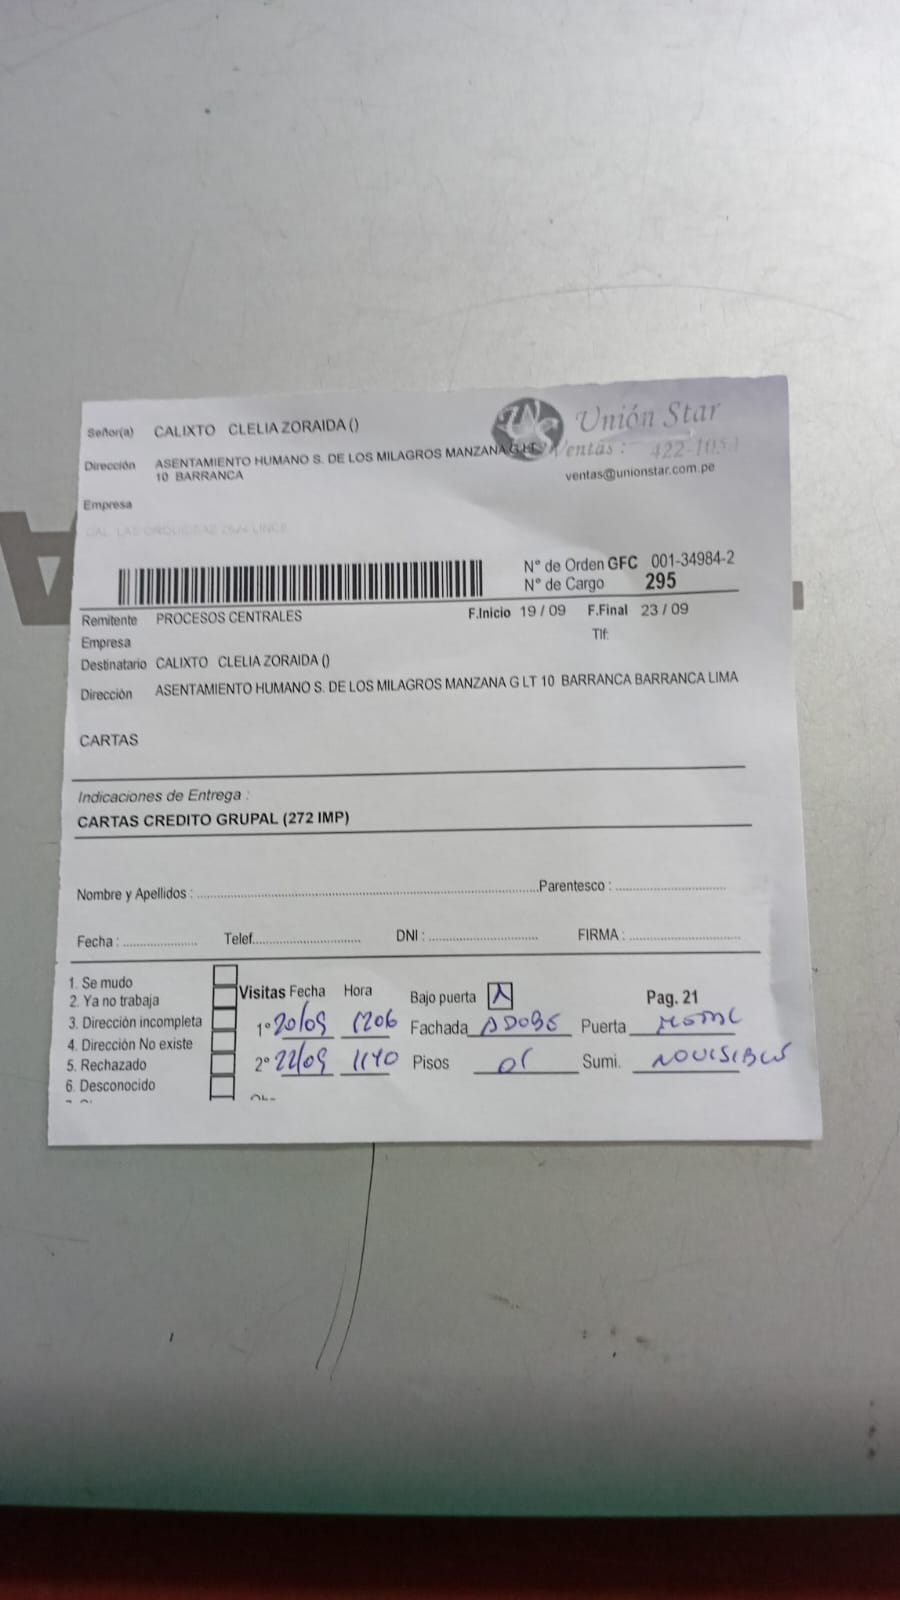 Señor(a) CALIXTO CLELIA ZORAIDA ()
Unión Star
Dirección ASENTAMIENTO HUMANO S. DE LOS MILAGROS MANZANA G LT
10 BARRANCA
Ventas :
ventas@unionstar.com.pe
Empresa
CAL. LAS ORQUIDEAS 2624 LINCE
N° de Orden GFC 001-34984-2
N° de Cargo 295
Remitente PROCESOS CENTRALES
F.Inicio 19 / 09 F.Final 23 / 09
Empresa
Tlf:
Destinatario CALIXTO CLELIA ZORAIDA ()
Dirección ASENTAMIENTO HUMANO S. DE LOS MILAGROS MANZANA G LT 10 BARRANCA BARRANCA LIMA
CARTAS
Indicaciones de Entrega :
CARTAS CREDITO GRUPAL (272 IMP)
Nombre y Apellidos : Parentesco :
Fecha : Telef. DNI : FIRMA :
1. Se mudo
2. Ya no trabaja
3. Dirección incompleta
4. Dirección No existe
5. Rechazado
6. Desconocido
Visitas Fecha Hora Bajo puerta Pag. 21
1° 20/09 1206 Fachada ADOBE Puerta
2° 22/09 1140 Pisos 01 Sumi.